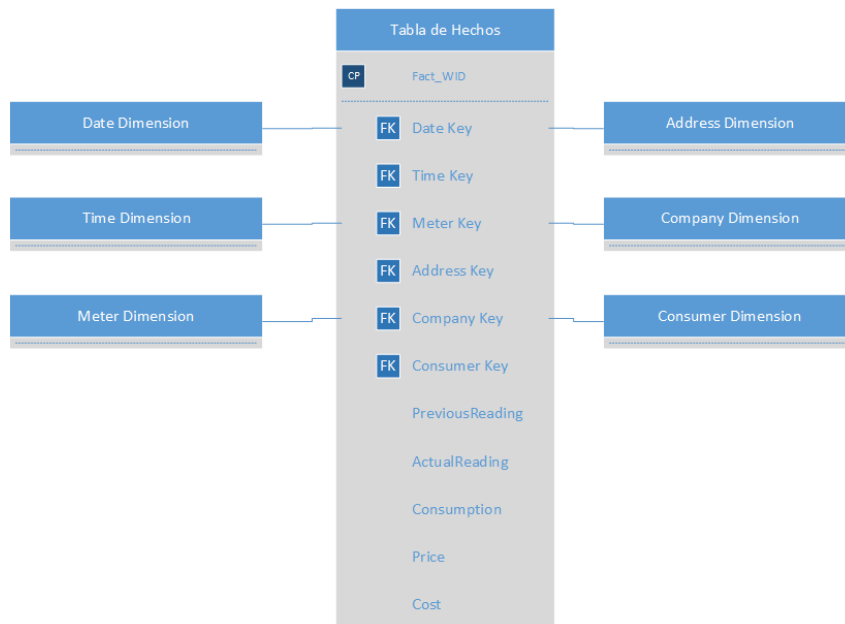 Tabla de Hechos
CP Fact_WID
Date Dimension
FK Date Key
Address Dimension
FK Time Key
Time Dimension
FK Meter Key
Company Dimension
FK Address Key
Meter Dimension
FK Company Key
Consumer Dimension
FK Consumer Key
PreviousReading
ActualReading
Consumption
Price
Cost